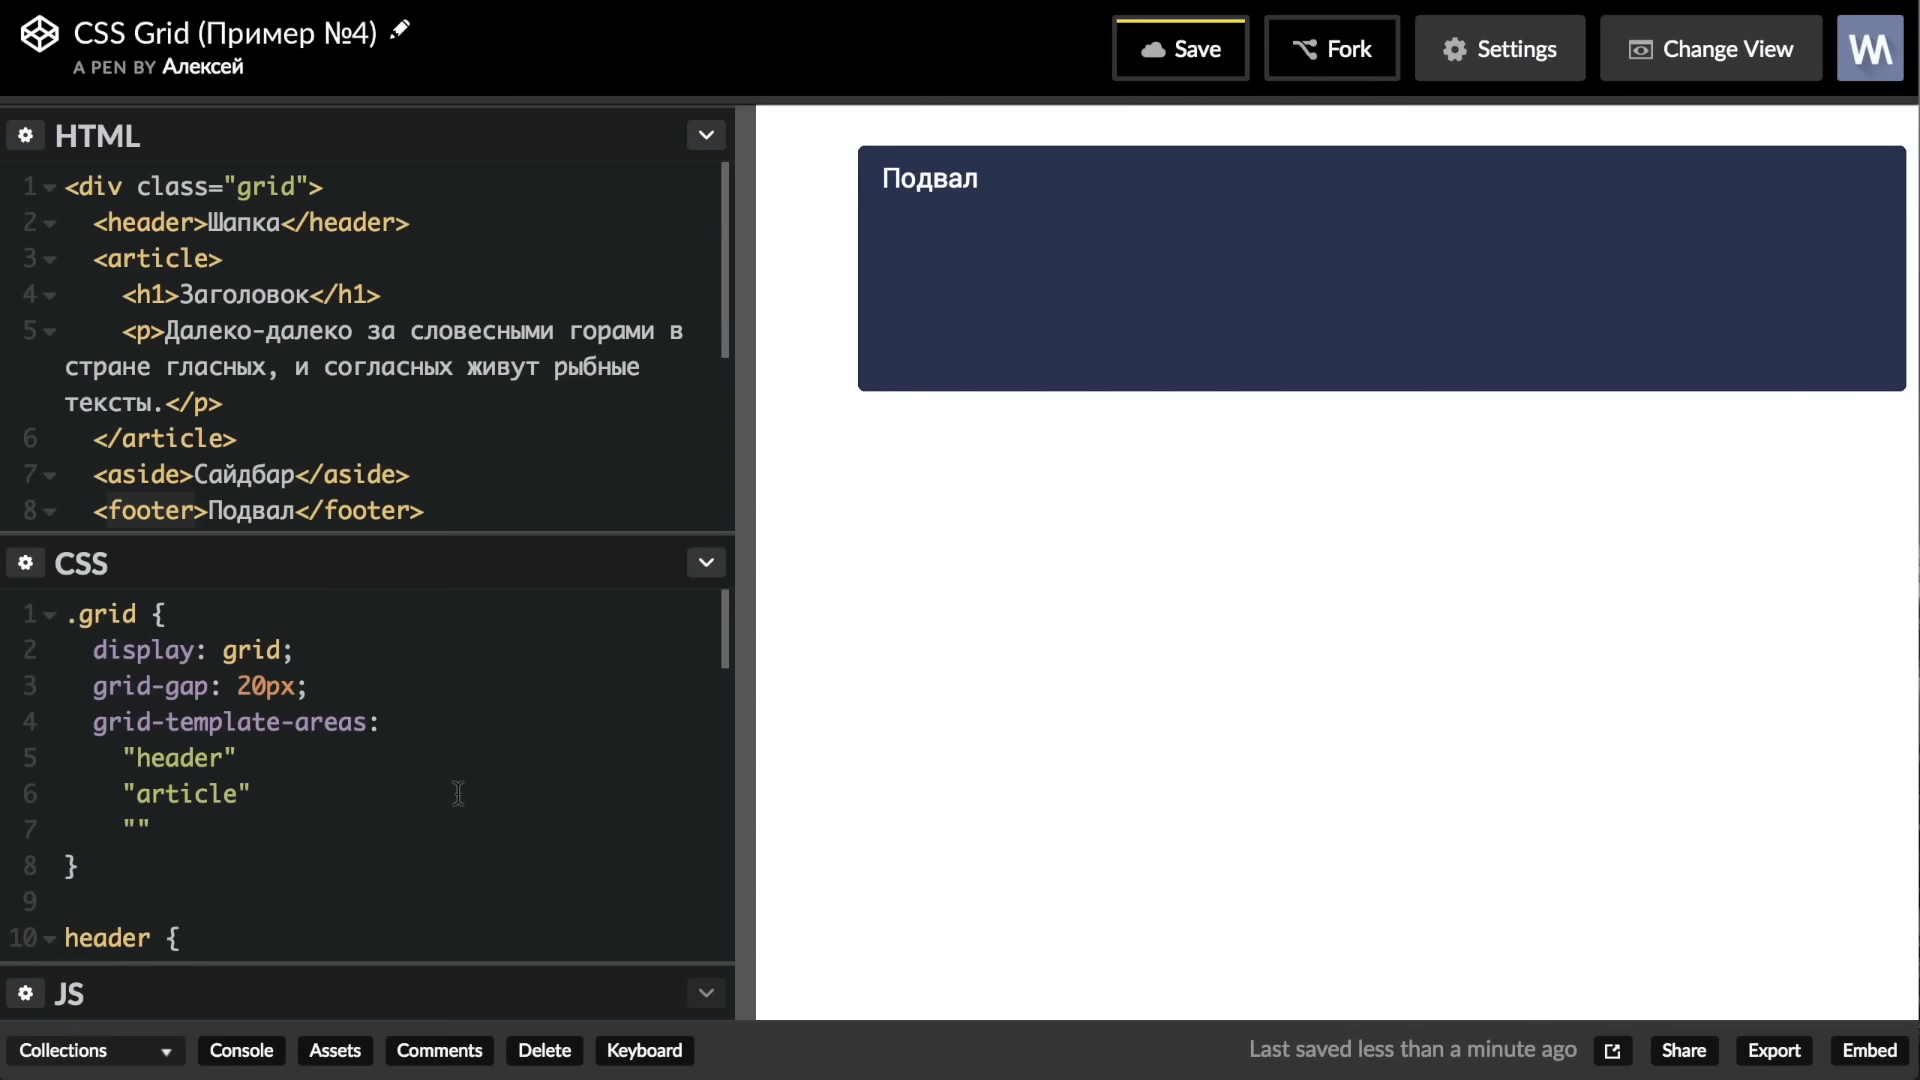 CSS Grid (Пример №4)
A PEN BY Алексей
Save
Fork
Settings
Change View
HTML
1 <div class="grid">
2 <header>Шапка</header>
3 <article>
4 <h1>Заголовок</h1>
5 <p>Далеко-далеко за словесными горами в
стране гласных, и согласных живут рыбные
тексты.</p>
6 </article>
7 <aside>Сайдбар</aside>
8 <footer>Подвал</footer>
CSS
1 .grid {
2 display: grid;
3 grid-gap: 20px;
4 grid-template-areas:
5 "header"
6 "article"
7 ""
8 }
9
10 header {
JS
Подвал
Collections
Console
Assets
Comments
Delete
Keyboard
Last saved less than a minute ago
Share
Export
Embed